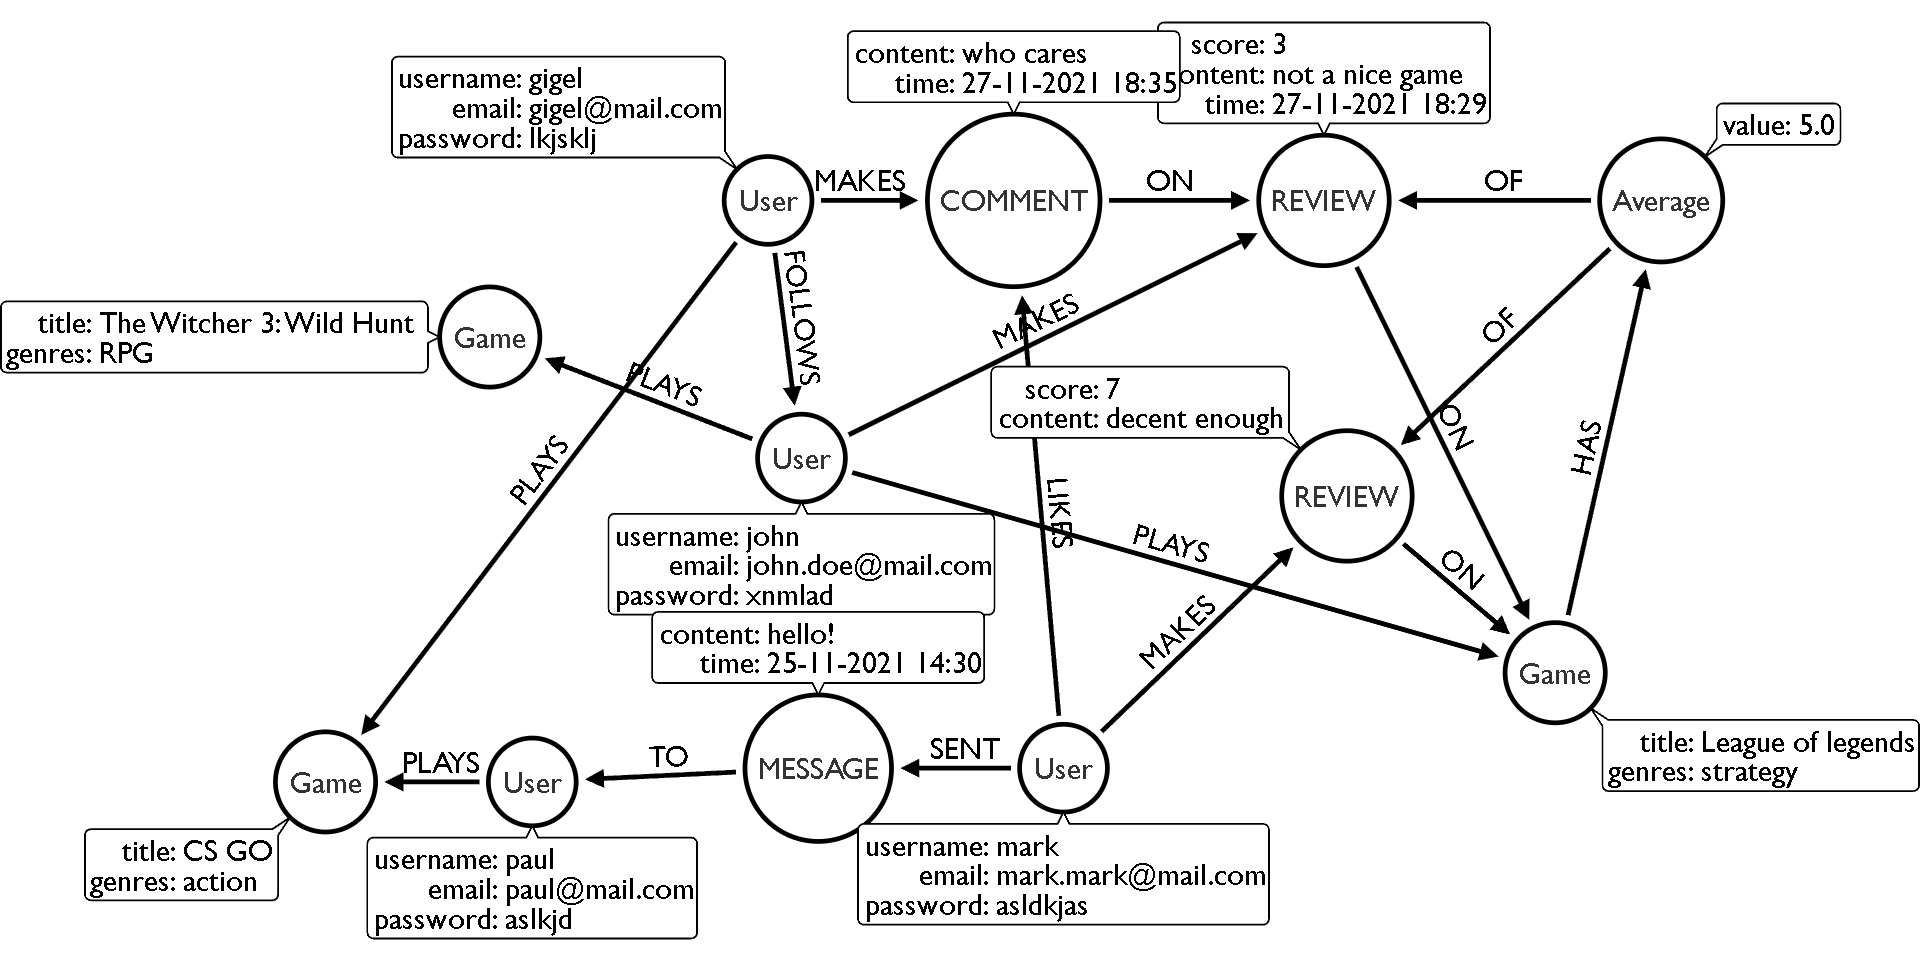 content: who cares
time: 27-11-2021 18:35
score: 3
ontent: not a nice game
time: 27-11-2021 18:29
username: gigel
email: gigel@mail.com
password: lkjsklj
value: 5.0
User
MAKES
COMMENT
ON
REVIEW
OF
Average
FOLLOWS
MAKES
OF
title: The Witcher 3: Wild Hunt
genres: RPG
Game
PLAYS
score: 7
content: decent enough
ON
HAS
PLAYS
User
LIKES
REVIEW
username: john
email: john.doe@mail.com
password: xnmlad
PLAYS
ON
content: hello!
time: 25-11-2021 14:30
MAKES
Game
title: League of legends
genres: strategy
Game
PLAYS
User
TO
MESSAGE
SENT
User
title: CS GO
genres: action
username: paul
email: paul@mail.com
password: aslkjd
username: mark
email: mark.mark@mail.com
password: asldkjas